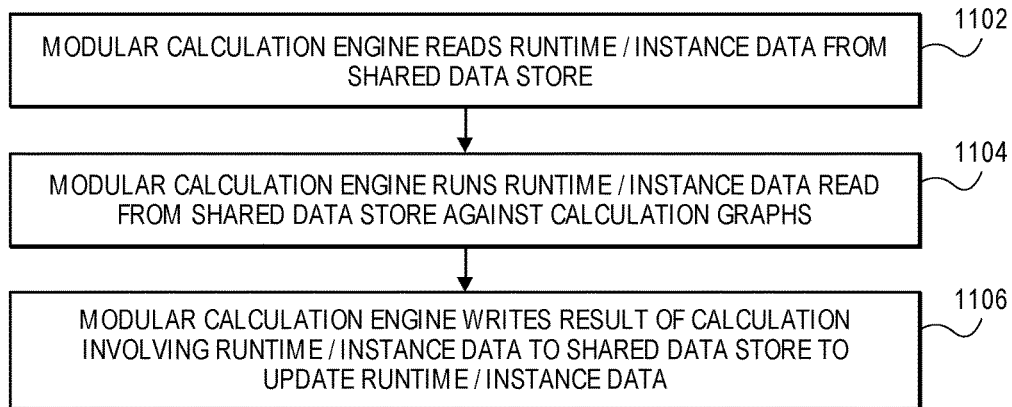 1102
MODULAR CALCULATION ENGINE READS RUNTIME / INSTANCE DATA FROM
SHARED DATA STORE
1104
MODULAR CALCULATION ENGINE RUNS RUNTIME / INSTANCE DATA READ
FROM SHARED DATA STORE AGAINST CALCULATION GRAPHS
1106
MODULAR CALCULATION ENGINE WRITES RESULT OF CALCULATION
INVOLVING RUNTIME / INSTANCE DATA TO SHARED DATA STORE TO
UPDATE RUNTIME / INSTANCE DATA